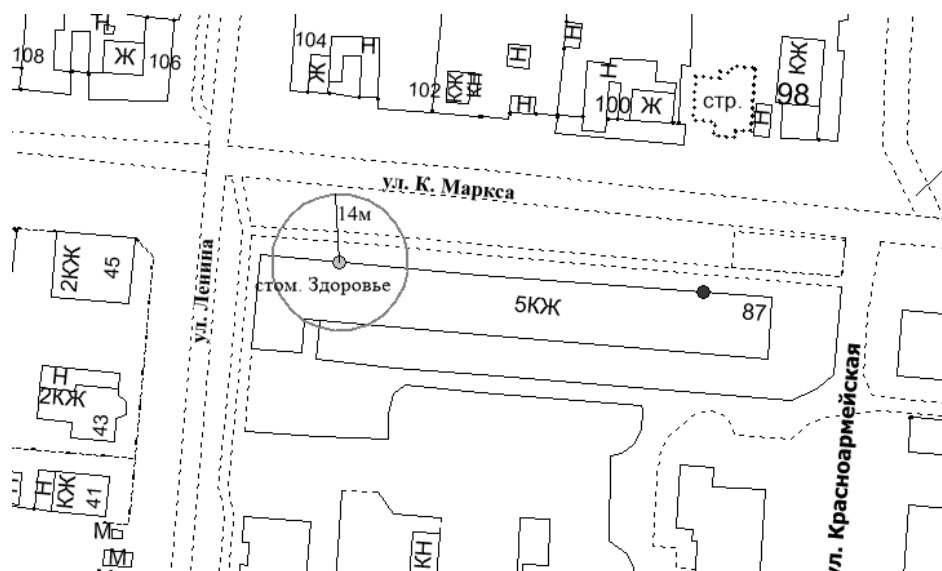 Н
108
Ж
106
104
Н
Ж
102
КЖ
КН
Н
Н
Н
Н
100
Ж
стр.
Н
КЖ
98
ул. К. Маркса
14м
стом. Здоровье
5КЖ
87
ул. Ленина
2КЖ
45
Н
2КЖ
43
Н
КЖ
41
М
М
КН
ул. Красноармейская